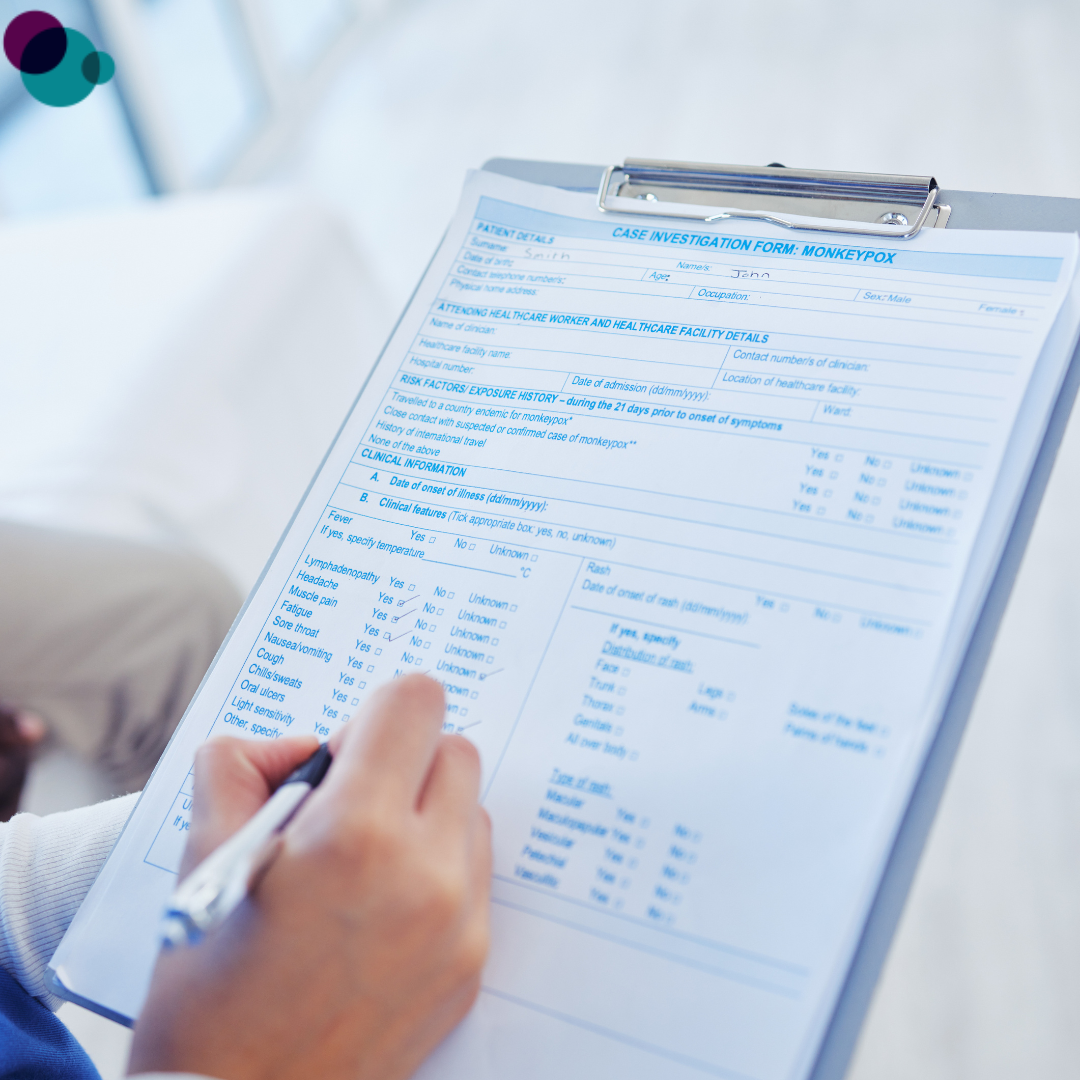 CASE INVESTIGATION FORM: MONKEYPOX
PATIENT DETAILS
Surname: Smith Name/s: John
Date of birth: Age: Sex: Male Female
Contact telephone number/s: Occupation:
Physical home address:
ATTENDING HEALTHCARE WORKER AND HEALTHCARE FACILITY DETAILS
Name of clinician: Contact number/s of clinician:
Healthcare facility name: Location of healthcare facility:
Hospital number: Date of admission (dd/mm/yyyy): Ward:
RISK FACTORS/ EXPOSURE HISTORY – during the 21 days prior to onset of symptoms
Travelled to a country endemic for monkeypox* Yes □ No □ Unknown □
Close contact with suspected or confirmed case of monkeypox** Yes □ No □ Unknown □
History of international travel Yes □ No □ Unknown □
None of the above Yes □ No □ Unknown □
CLINICAL INFORMATION
A. Date of onset of illness (dd/mm/yyyy):
B. Clinical features (Tick appropriate box: yes, no, unknown)
Fever Yes □ No □ Unknown □
If yes, specify temperature °C
Lymphadenopathy Yes □ No □ Unknown □
Headache Yes ☑ No □ Unknown □
Muscle pain Yes ☑ No □ Unknown □
Fatigue Yes ☑ No □ Unknown □
Sore throat Yes □ No □ Unknown ☑
Nausea/vomiting Yes □
Cough Yes □
Chills/sweats Yes □
Oral ulcers Yes □
Light sensitivity Yes
Other, specify:
Rash Yes □ No □ Unknown □
Date of onset of rash (dd/mm/yyyy):
If yes, specify
Distribution of rash:
Face □ Legs □ Soles of the feet □
Trunk □ Arms □ Palms of hands □
Thorax □
Genitals □
All over body □
Type of rash:
Macular Yes □ No □
Maculopapular Yes □ No □
Vesicular Yes □ No □
Petechial Yes □ No □
Vasculitis Yes □ No □